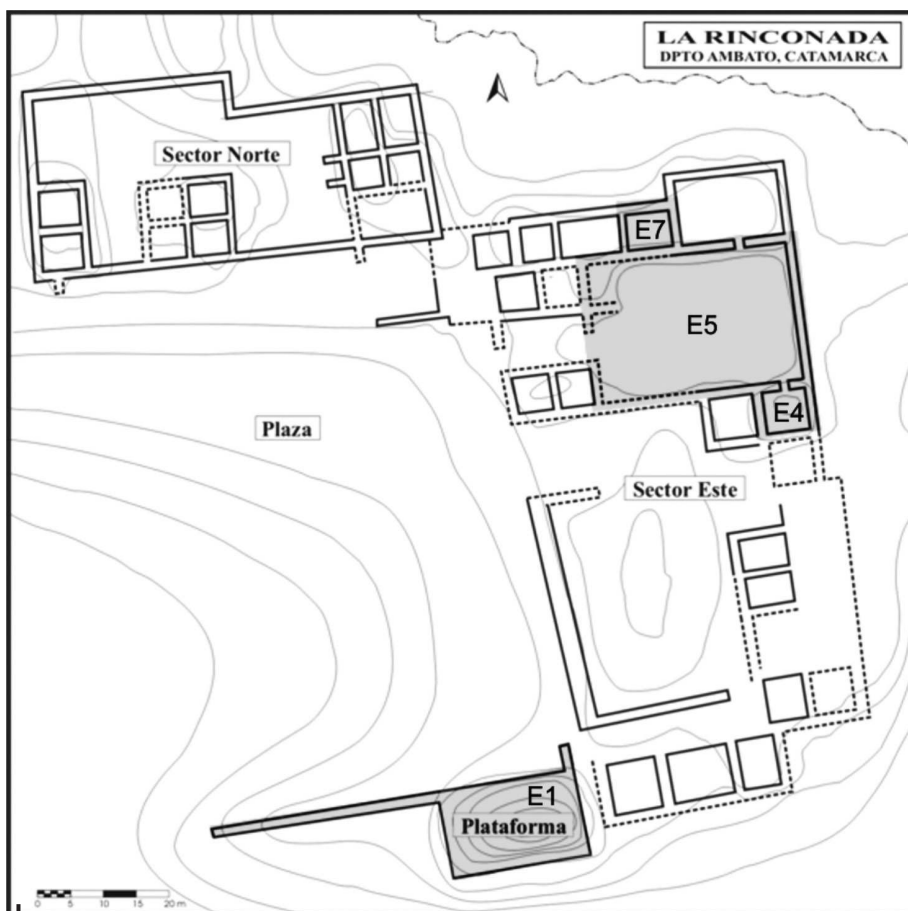 LA RINCONADA
DPTO AMBATO, CATAMARCA
Sector Norte
E7
E5
E4
Plaza
Sector Este
E1
Plataforma
0 5 10 15 20 m